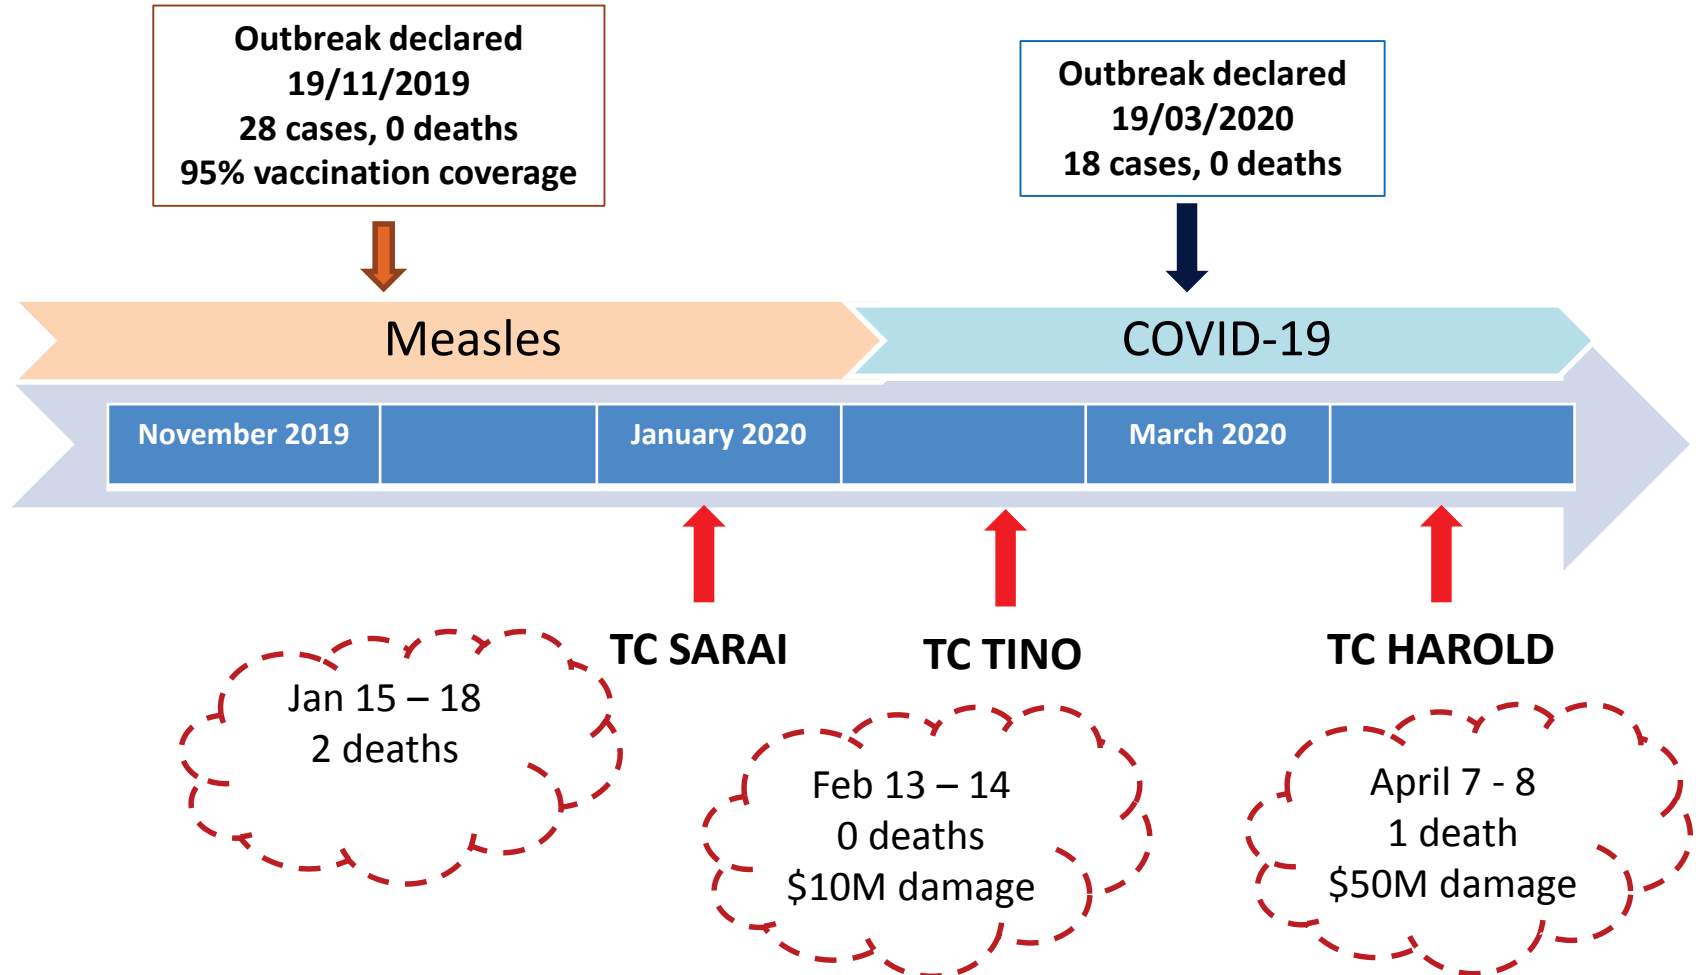 Outbreak declared
19/11/2019
28 cases, 0 deaths
95% vaccination coverage
Outbreak declared
19/03/2020
18 cases, 0 deaths
Measles
COVID-19
November 2019
January 2020
March 2020
TC SARAI
TC TINO
TC HAROLD
Jan 15 – 18
2 deaths
Feb 13 – 14
0 deaths
$10M damage
April 7 - 8
1 death
$50M damage